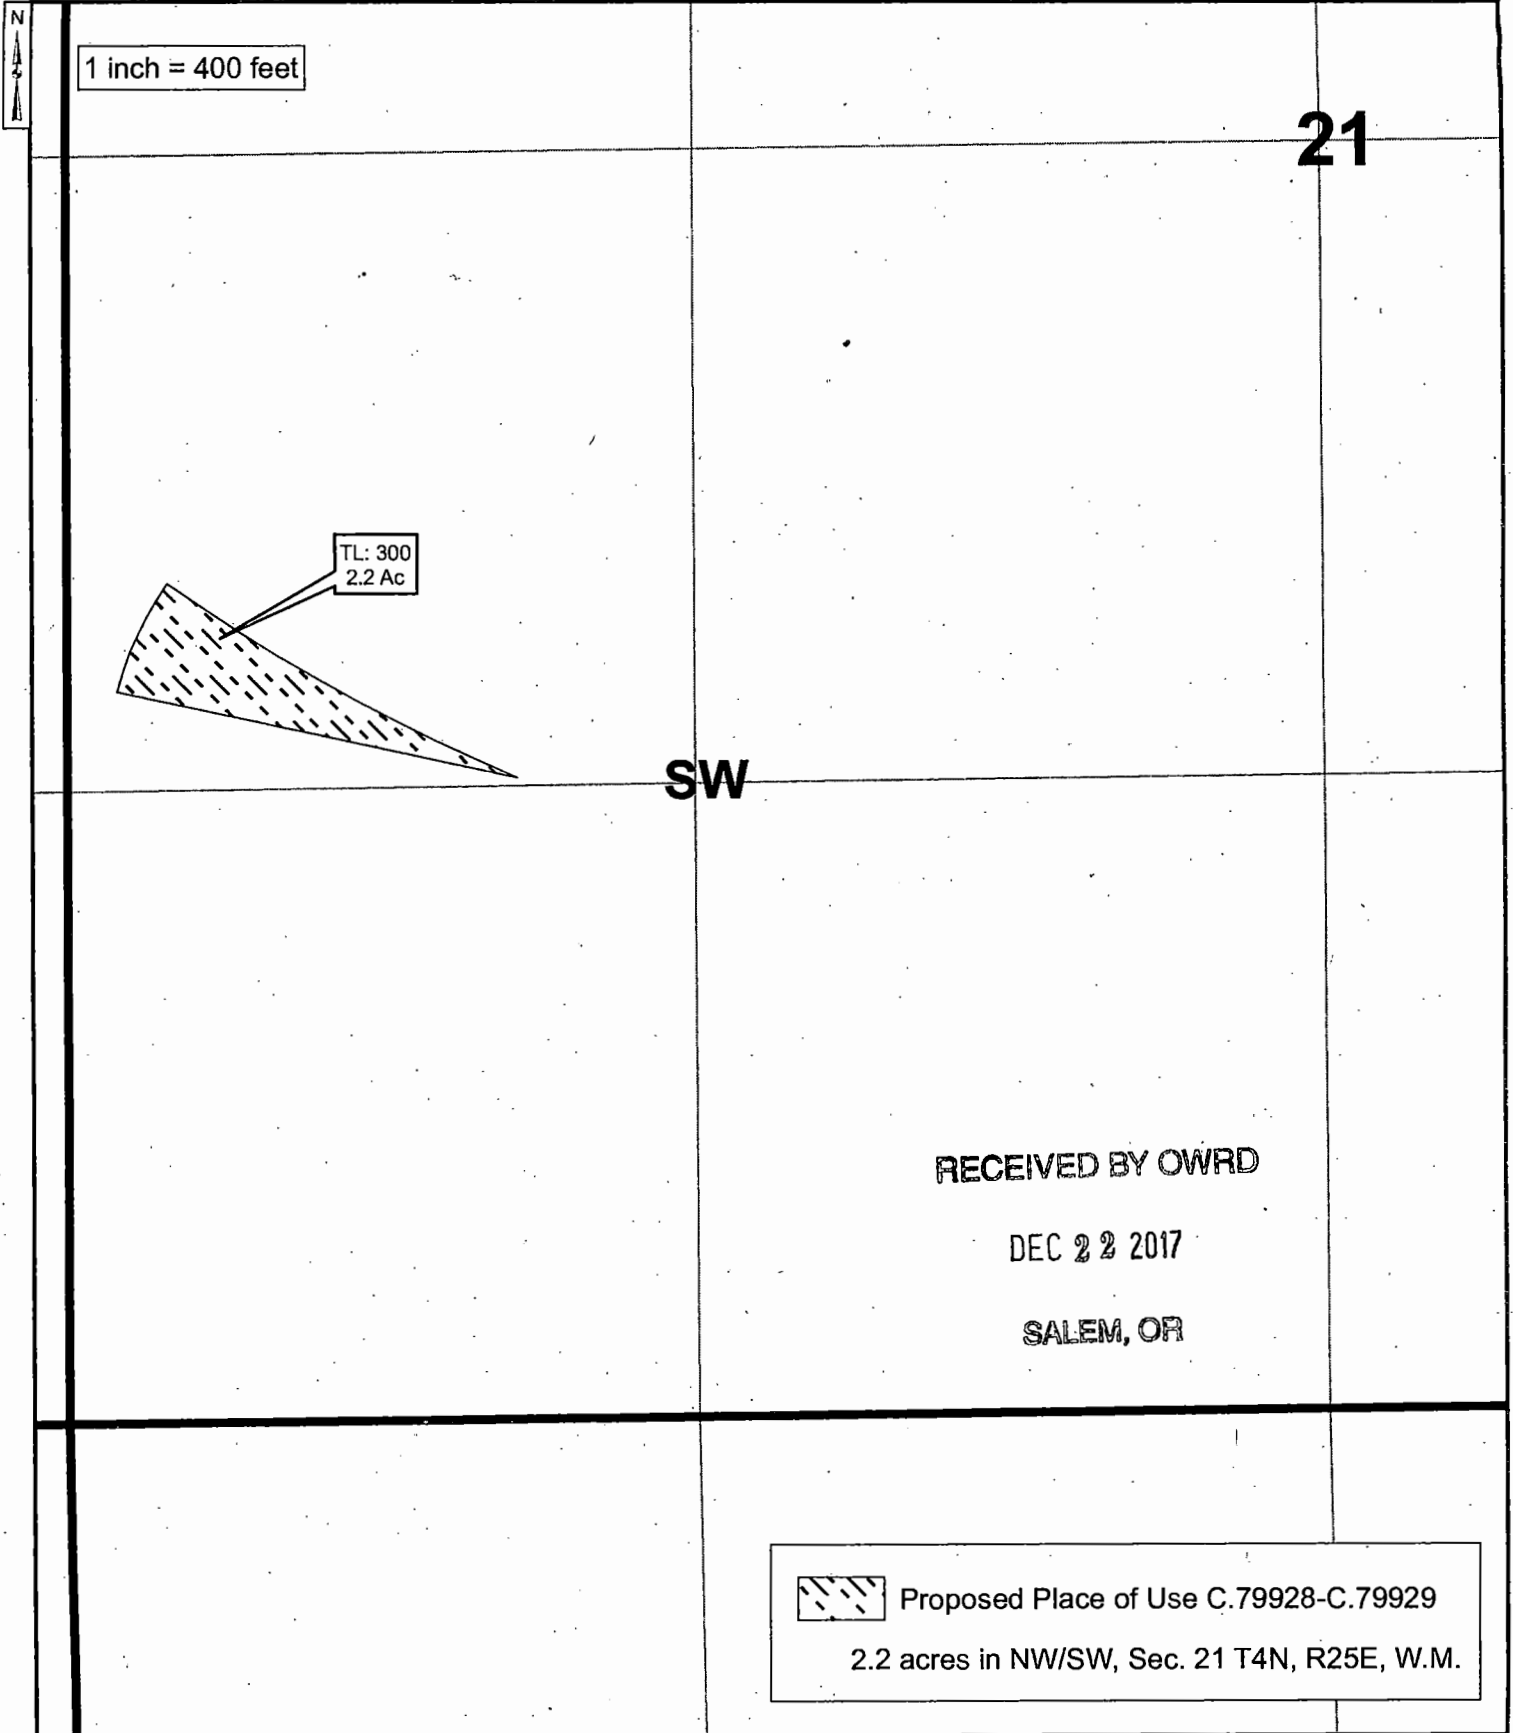 N
1 inch = 400 feet
21
TL: 300
2.2 Ac
SW
RECEIVED BY OWRD
DEC 22 2017
SALEM, OR
Proposed Place of Use C.79928-C.79929
2.2 acres in NW/SW, Sec. 21 T4N, R25E, W.M.